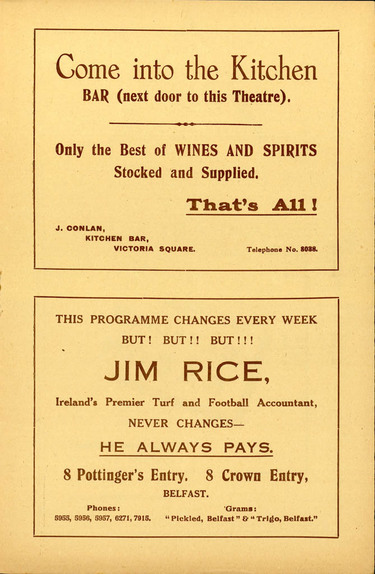 Come into the Kitchen
BAR (next door to this Theatre).
Only the Best of WINES AND SPIRITS
Stocked and Supplied.
That's All !
J. CONLAN,
KITCHEN BAR,
VICTORIA SQUARE.
Telephone No. 8038.
THIS PROGRAMME CHANGES EVERY WEEK
BUT! BUT!! BUT!!!
JIM RICE,
Ireland's Premier Turf and Football Accountant,
NEVER CHANGES—
HE ALWAYS PAYS.
8 Pottinger's Entry. 8 Crown Entry,
BELFAST.
Phones: 'Grams:
5955, 5956, 5957, 6271, 7915. "Pickled, Belfast" & "Trigo, Belfast."